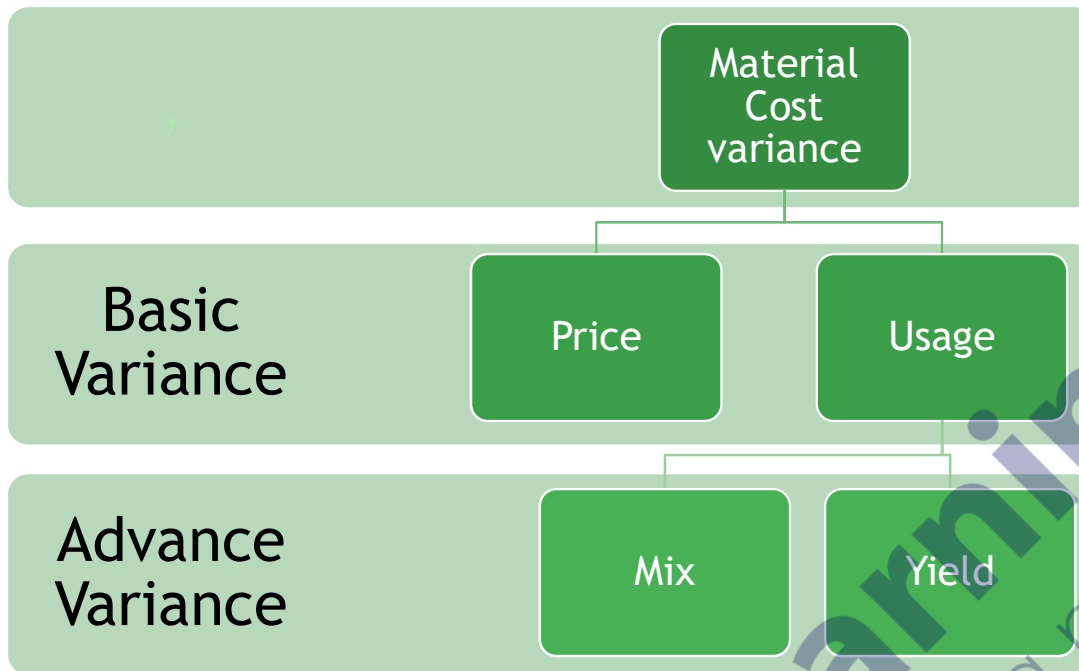 Material
Cost
variance
,
Basic
Variance
Price
Usage
Advance
Variance
Mix
Yield